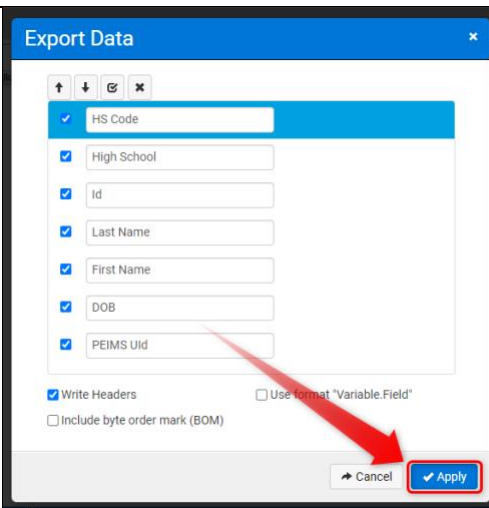 Export Data
HS Code
High School
Id
Last Name
First Name
DOB
PEIMS UId
Write Headers Use format "Variable.Field"
Include byte order mark (BOM)
Cancel Apply